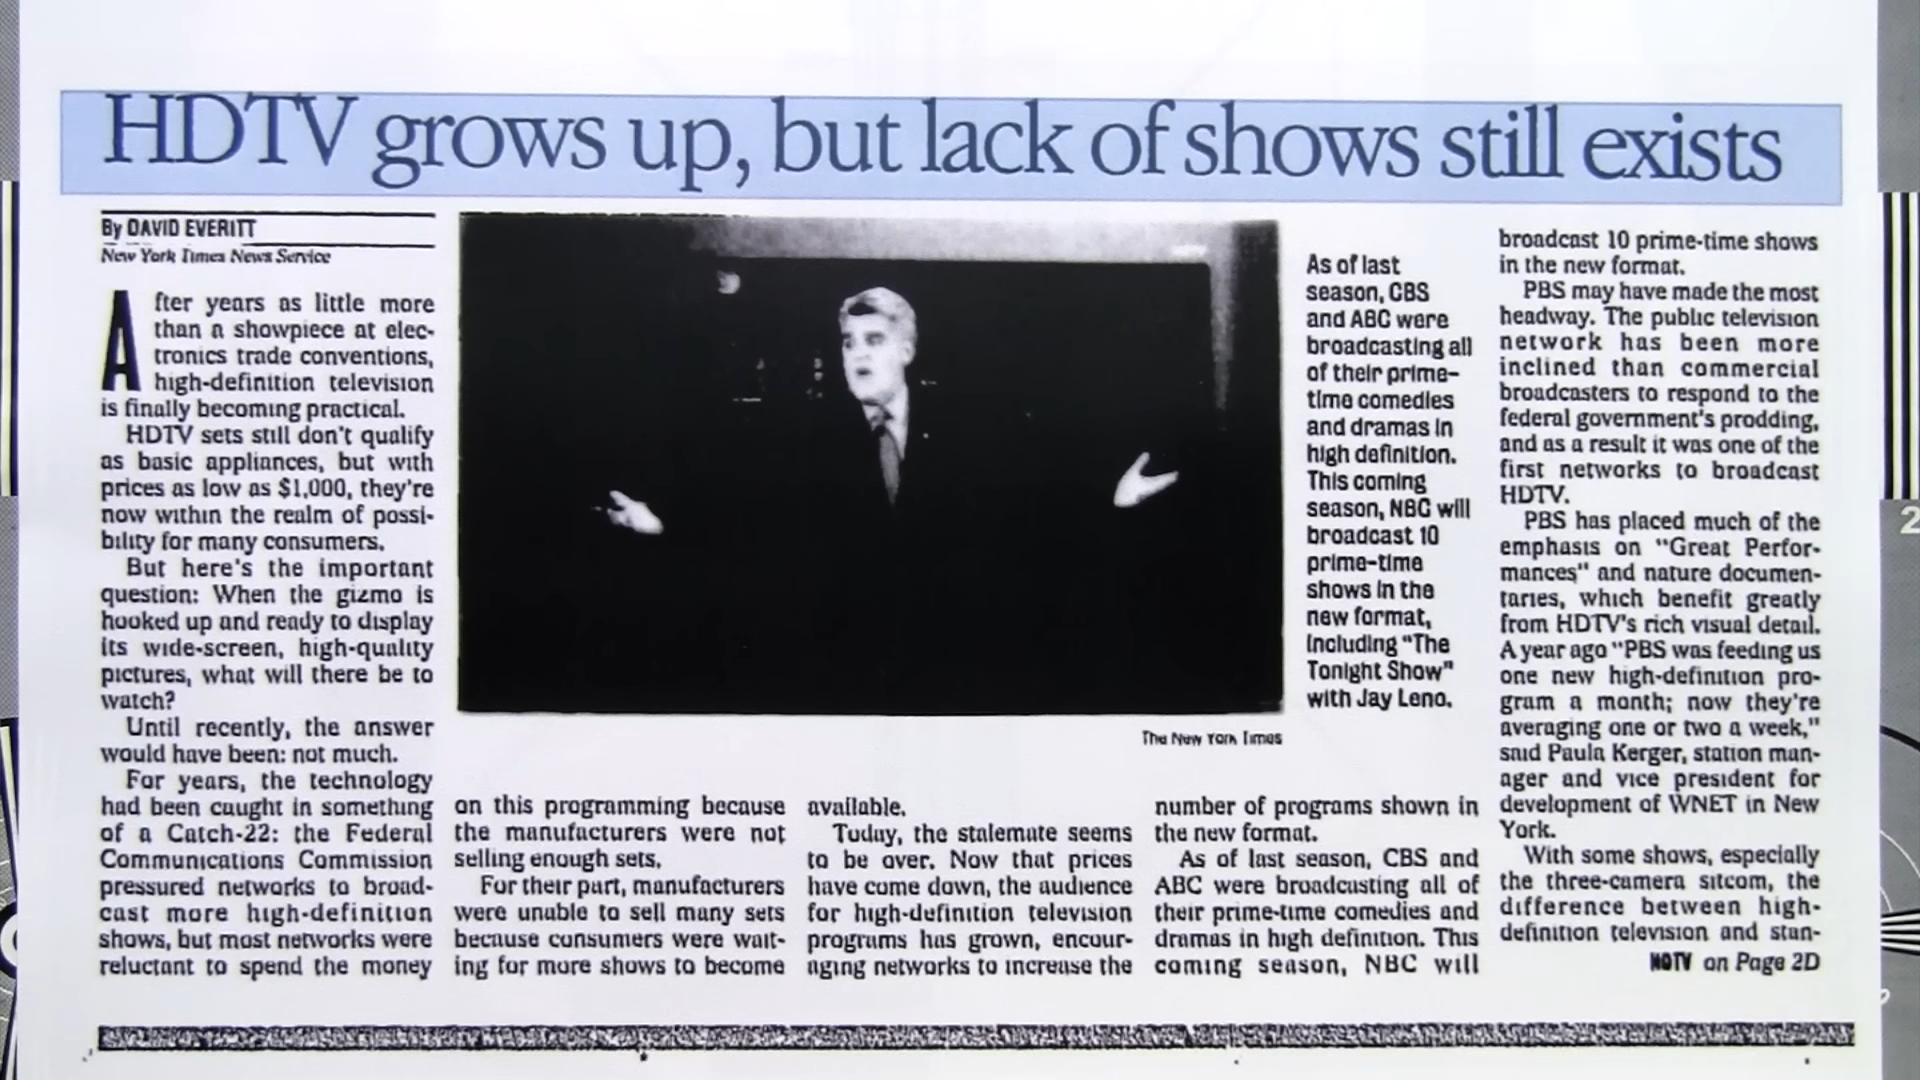 HDTV grows up, but lack of shows still exists
By DAVID EVERITT
New York Times News Service
After years as little more
than a showpiece at elec-
tronics trade conventions,
high-definition television
is finally becoming practical.
HDTV sets still don't qualify
as basic appliances, but with
prices as low as $1,000, they're
now within the realm of possi-
bility for many consumers.
But here's the important
question: When the gizmo is
hooked up and ready to display
its wide-screen, high-quality
pictures, what will there be to
watch?
Until recently, the answer
would have been: not much.
For years, the technology
had been caught in something
of a Catch-22: the Federal
Communications Commission
pressured networks to broad-
cast more high-definition
shows, but most networks were
reluctant to spend the money
As of last
season, CBS
and ABC were
broadcasting all
of their prime-
time comedies
and dramas in
high definition.
This coming
season, NBC will
broadcast 10
prime-time
shows in the
new format,
including "The
Tonight Show"
with Jay Leno.
The New York Times
on this programming because
the manufacturers were not
selling enough sets.
For their part, manufacturers
were unable to sell many sets
because consumers were wait-
ing for more shows to become
available.
Today, the stalemate seems
to be over. Now that prices
have come down, the audience
for high-definition television
programs has grown, encour-
aging networks to increase the
number of programs shown in
the new format.
As of last season, CBS and
ABC were broadcasting all of
their prime-time comedies and
dramas in high definition. This
coming season, NBC will
broadcast 10 prime-time shows
in the new format.
PBS may have made the most
headway. The public television
network has been more
inclined than commercial
broadcasters to respond to the
federal government's prodding,
and as a result it was one of the
first networks to broadcast
HDTV.
PBS has placed much of the
emphasis on "Great Perfor-
mances" and nature documen-
taries, which benefit greatly
from HDTV's rich visual detail.
A year ago "PBS was feeding us
one new high-definition pro-
gram a month; now they're
averaging one or two a week,"
said Paula Kerger, station man-
ager and vice president for
development of WNET in New
York.
With some shows, especially
the three-camera sitcom, the
difference between high-
definition television and stan-
HDTV on Page 2D
2